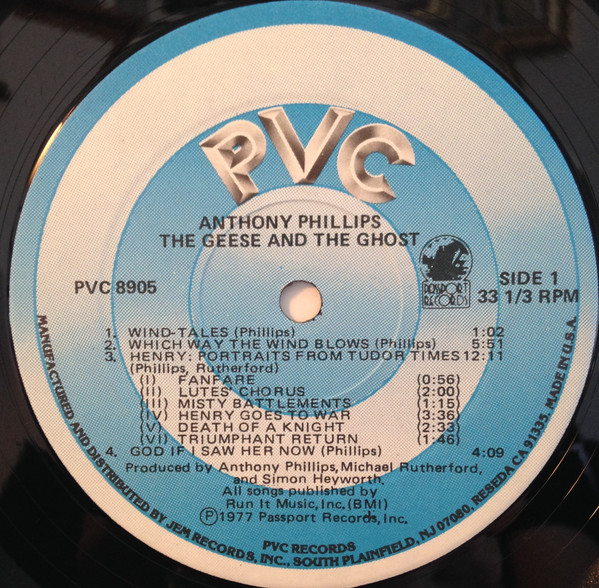 PVC
ANTHONY PHILLIPS
THE GEESE AND THE GHOST
PASSPORT
RECORDS
PVC 8905
SIDE 1
33 1/3 RPM
1. WIND-TALES (Phillips) 1:02
2. WHICH WAY THE WIND BLOWS (Phillips) 5:51
3. HENRY: PORTRAITS FROM TUDOR TIMES 12:11
(Phillips, Rutherford)
(I) FANFARE (0:56)
(II) LUTES' CHORUS (2:00)
(III) MISTY BATTLEMENTS (1:15)
(IV) HENRY GOES TO WAR (3:36)
(V) DEATH OF A KNIGHT (2:33)
(VI) TRIUMPHANT RETURN (1:46)
4. GOD IF I SAW HER NOW (Phillips) 4:09
Produced by Anthony Phillips, Michael Rutherford,
and Simon Heyworth.
All songs published by
Run It Music, Inc. (BMI)
Ⓟ1977 Passport Records, Inc.
PVC RECORDS
MANUFACTURED AND DISTRIBUTED BY JEM RECORDS, INC., SOUTH PLAINFIELD, NJ 07080, RESEDA CA 91335. MADE IN U.S.A.